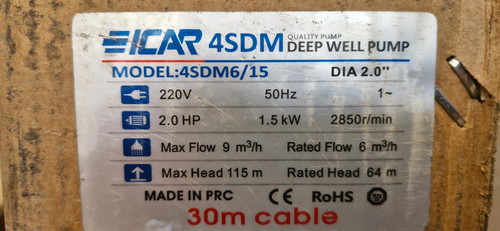 EICAR 4SDM QUALITY PUMP DEEP WELL PUMP
MODEL:4SDM6/15 DIA 2.0"
220V 50Hz 1~
2.0 HP 1.5 kW 2850r/min
Max Flow 9 m³/h Rated Flow 6 m³/h
Max Head 115 m Rated Head 64 m
MADE IN PRC CE RoHS
30m cable